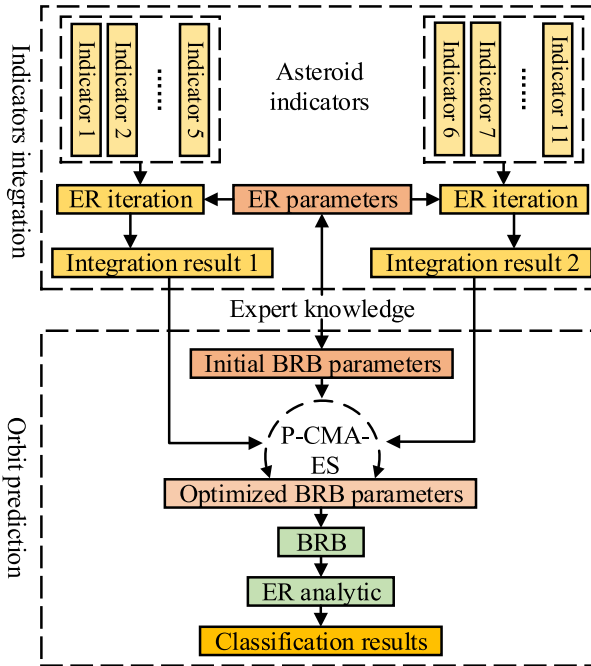 Indicators integration
Indicator 1
Indicator 2
......
Indicator 5
Asteroid
indicators
Indicator 6
Indicator 7
......
Indicator 11
ER iteration
ER parameters
ER iteration
Integration result 1
Integration result 2
Expert knowledge
Orbit prediction
Initial BRB parameters
P-CMA-
ES
Optimized BRB parameters
BRB
ER analytic
Classification results